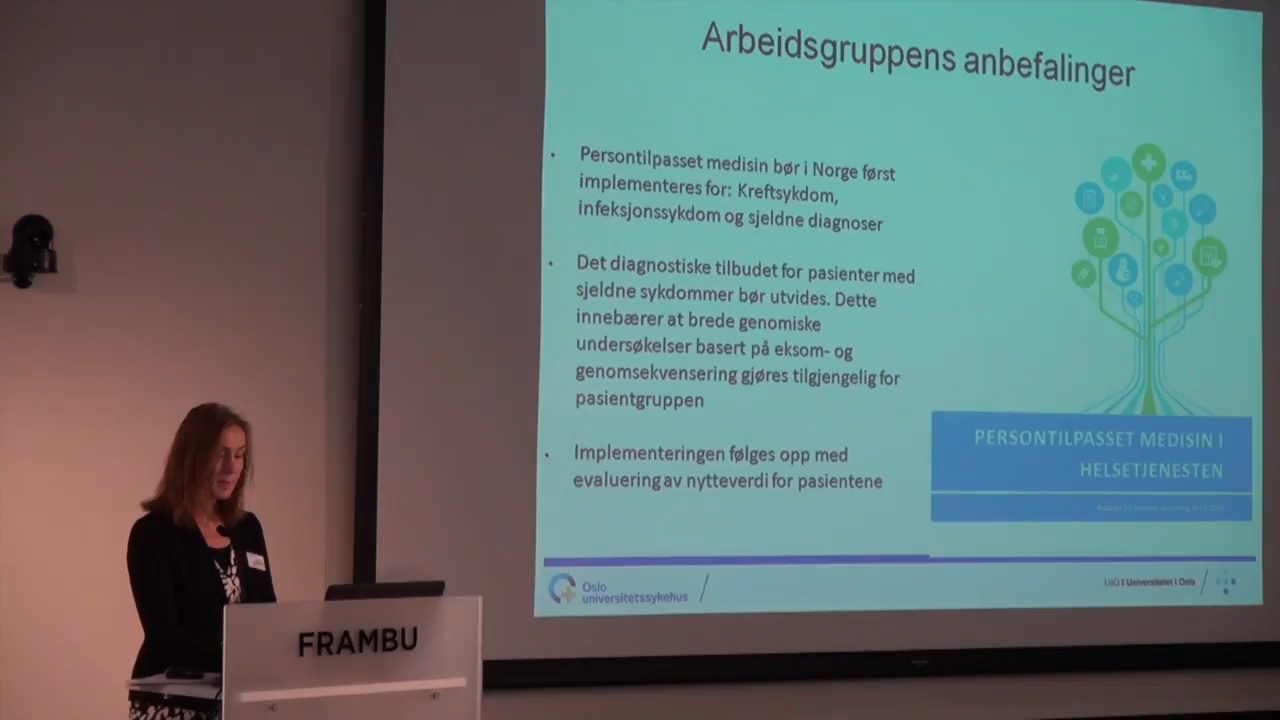 Arbeidsgruppens anbefalinger
• Persontilpasset medisin bør i Norge først
implementeres for: Kreftsykdom,
infeksjonssykdom og sjeldne diagnoser
• Det diagnostiske tilbudet for pasienter med
sjeldne sykdommer bør utvides. Dette
innebærer at brede genomiske
undersøkelser basert på eksom- og
genomsekvensering gjøres tilgjengelig for
pasientgruppen
• Implementeringen følges opp med
evaluering av nytteverdi for pasientene
PERSONTILPASSET MEDISIN I
HELSETJENESTEN
Oslo
universitetssykehus
UiO Universitetet i Oslo
FRAMBU